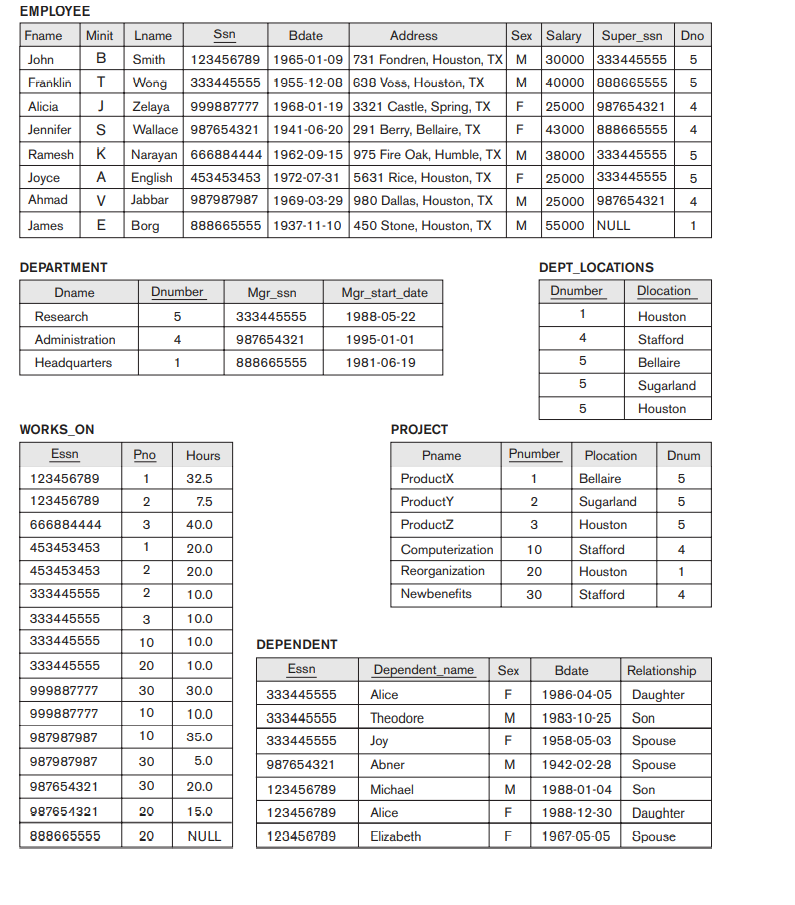 EMPLOYEE
Fname Minit Lname Ssn Bdate Address Sex Salary Super_ssn Dno
John B Smith 123456789 1965-01-09 731 Fondren, Houston, TX M 30000 333445555 5
Franklin T Wong 333445555 1955-12-08 638 Voss, Houston, TX M 40000 888665555 5
Alicia J Zelaya 999887777 1968-01-19 3321 Castle, Spring, TX F 25000 987654321 4
Jennifer S Wallace 987654321 1941-06-20 291 Berry, Bellaire, TX F 43000 888665555 4
Ramesh K Narayan 666884444 1962-09-15 975 Fire Oak, Humble, TX M 38000 333445555 5
Joyce A English 453453453 1972-07-31 5631 Rice, Houston, TX F 25000 333445555 5
Ahmad V Jabbar 987987987 1969-03-29 980 Dallas, Houston, TX M 25000 987654321 4
James E Borg 888665555 1937-11-10 450 Stone, Houston, TX M 55000 NULL 1
DEPARTMENT
Dname Dnumber Mgr_ssn Mgr_start_date
Research 5 333445555 1988-05-22
Administration 4 987654321 1995-01-01
Headquarters 1 888665555 1981-06-19
DEPT_LOCATIONS
Dnumber Dlocation
1 Houston
4 Stafford
5 Bellaire
5 Sugarland
5 Houston
WORKS_ON
Essn Pno Hours
123456789 1 32.5
123456789 2 7.5
666884444 3 40.0
453453453 1 20.0
453453453 2 20.0
333445555 2 10.0
333445555 3 10.0
333445555 10 10.0
333445555 20 10.0
999887777 30 30.0
999887777 10 10.0
987987987 10 35.0
987987987 30 5.0
987654321 30 20.0
987654321 20 15.0
888665555 20 NULL
PROJECT
Pname Pnumber Plocation Dnum
ProductX 1 Bellaire 5
ProductY 2 Sugarland 5
ProductZ 3 Houston 5
Computerization 10 Stafford 4
Reorganization 20 Houston 1
Newbenefits 30 Stafford 4
DEPENDENT
Essn Dependent_name Sex Bdate Relationship
333445555 Alice F 1986-04-05 Daughter
333445555 Theodore M 1983-10-25 Son
333445555 Joy F 1958-05-03 Spouse
987654321 Abner M 1942-02-28 Spouse
123456789 Michael M 1988-01-04 Son
123456789 Alice F 1988-12-30 Daughter
123456789 Elizabeth F 1967-05-05 Spouse